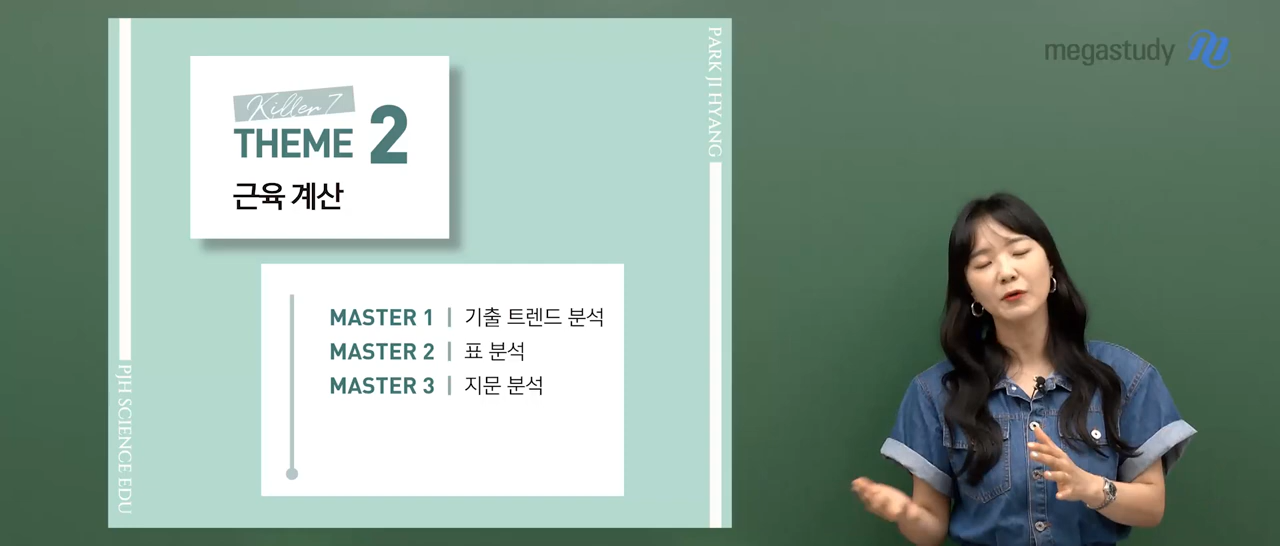 Killer 7
THEME 2
근육 계산
MASTER 1 | 기출 트렌드 분석
MASTER 2 | 표 분석
MASTER 3 | 지문 분석
PARK JI HYANG
PJH SCIENCE EDU
megastudy